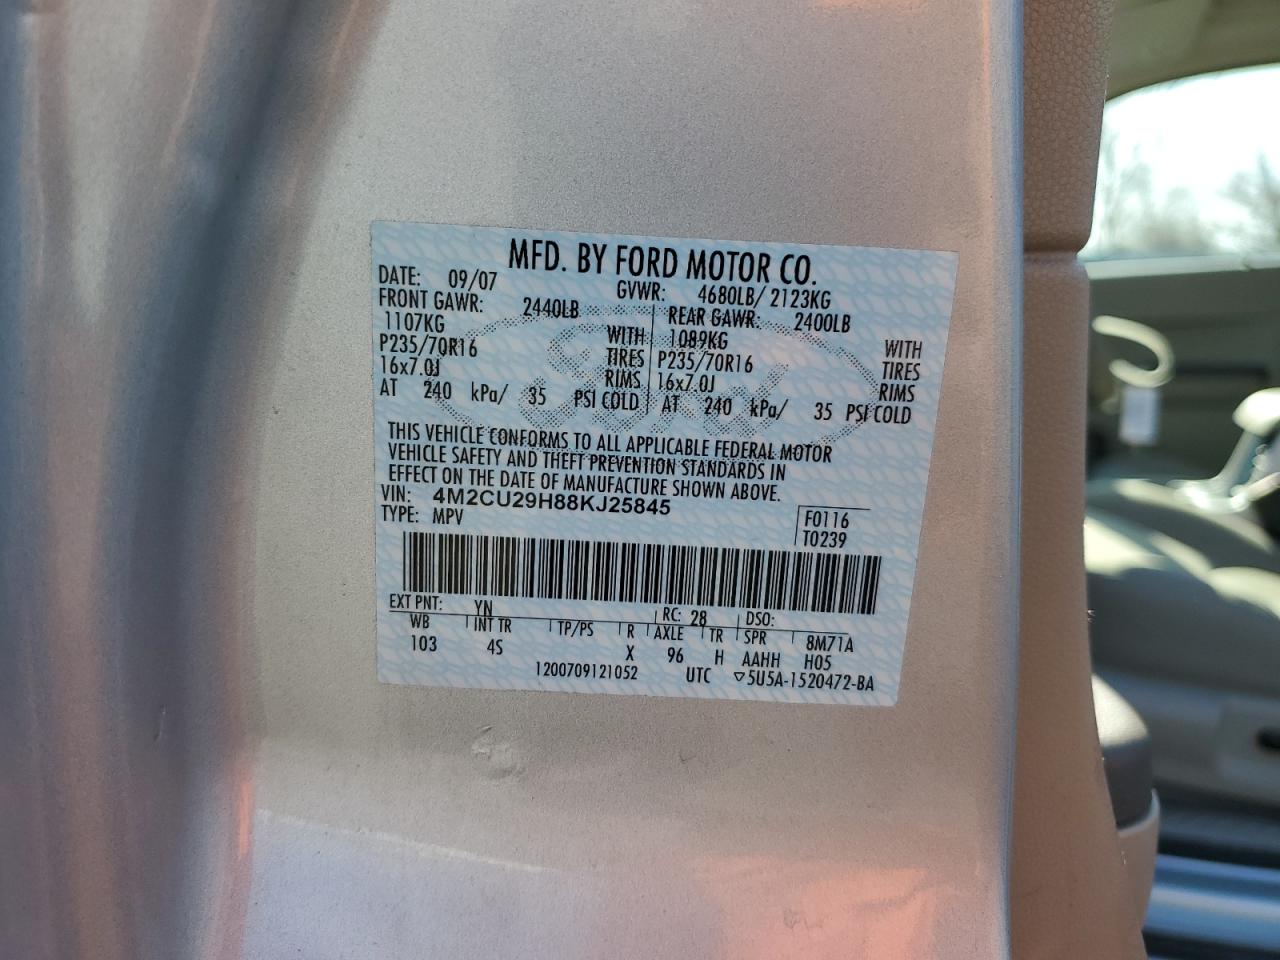 MFD. BY FORD MOTOR CO.
DATE: 09/07 GVWR: 4680LB/ 2123KG
FRONT GAWR: 2440LB REAR GAWR: 2400LB
1107KG WITH 1089KG WITH
P235/70R16 TIRES P235/70R16 TIRES
16x7.0J RIMS 16x7.0J RIMS
AT 240 kPa/ 35 PSI COLD AT 240 kPa/ 35 PSI COLD
THIS VEHICLE CONFORMS TO ALL APPLICABLE FEDERAL MOTOR
VEHICLE SAFETY AND THEFT PREVENTION STANDARDS IN
EFFECT ON THE DATE OF MANUFACTURE SHOWN ABOVE.
VIN: 4M2CU29H88KJ25845 F0116
TYPE: MPV T0239
EXT PNT: YN RC: 28 DSO:
WB INT TR TP/PS R AXLE TR SPR 8M71A
103 4S X 96 H AAHH H05
1200709121052 UTC ▽5U5A-1520472-BA